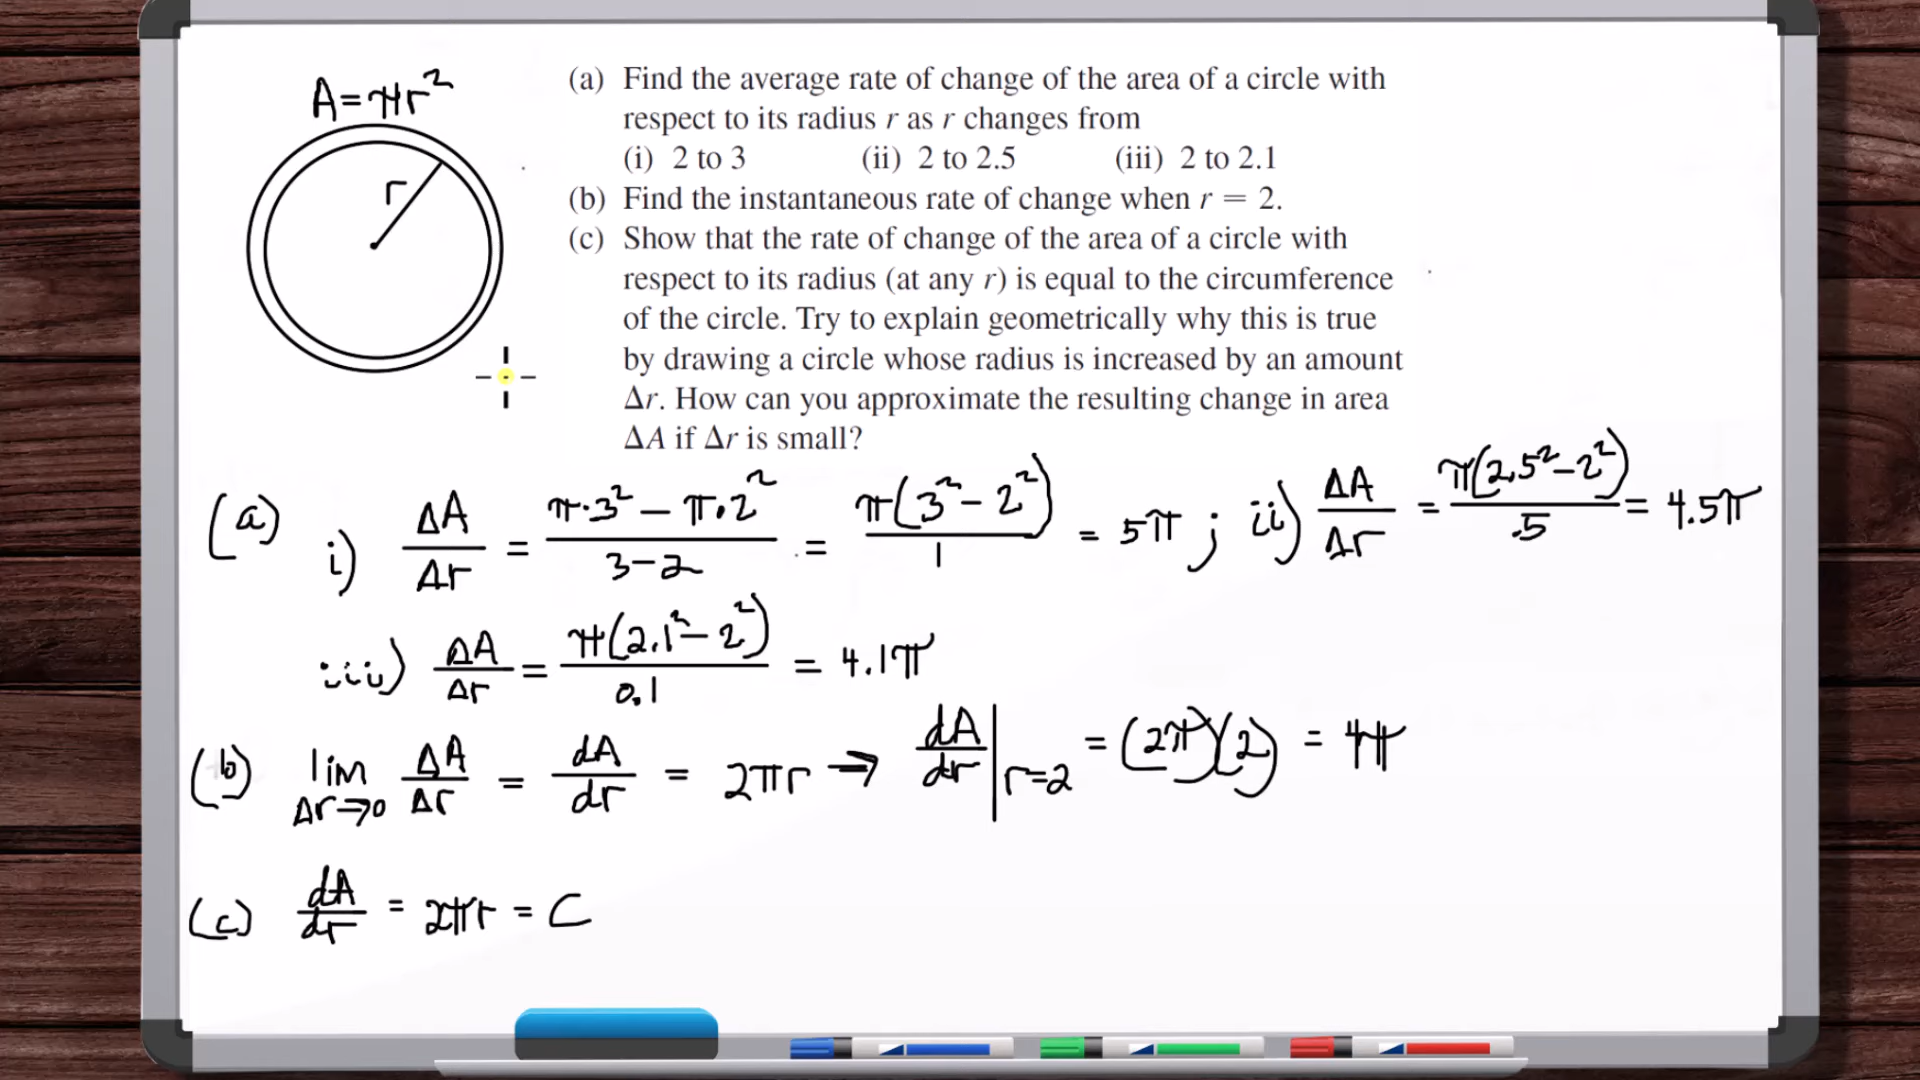 A=πr²
r
(a) Find the average rate of change of the area of a circle with
respect to its radius r as r changes from
(i) 2 to 3 (ii) 2 to 2.5 (iii) 2 to 2.1
(b) Find the instantaneous rate of change when r = 2.
(c) Show that the rate of change of the area of a circle with
respect to its radius (at any r) is equal to the circumference
of the circle. Try to explain geometrically why this is true
by drawing a circle whose radius is increased by an amount
Δr. How can you approximate the resulting change in area
ΔA if Δr is small?
(a) i) ΔA/Δr = (π·3² − π·2²)/(3−2) = π(3²−2²)/1 = 5π ; ii) ΔA/Δr = π(2.5²−2²)/.5 = 4.5π
iii) ΔA/Δr = π(2.1²−2²)/0.1 = 4.1π
(b) lim Δr→0 ΔA/Δr = dA/dr = 2πr → dA/dr|r=2 = (2π)(2) = 4π
(c) dA/dr = 2πr = C